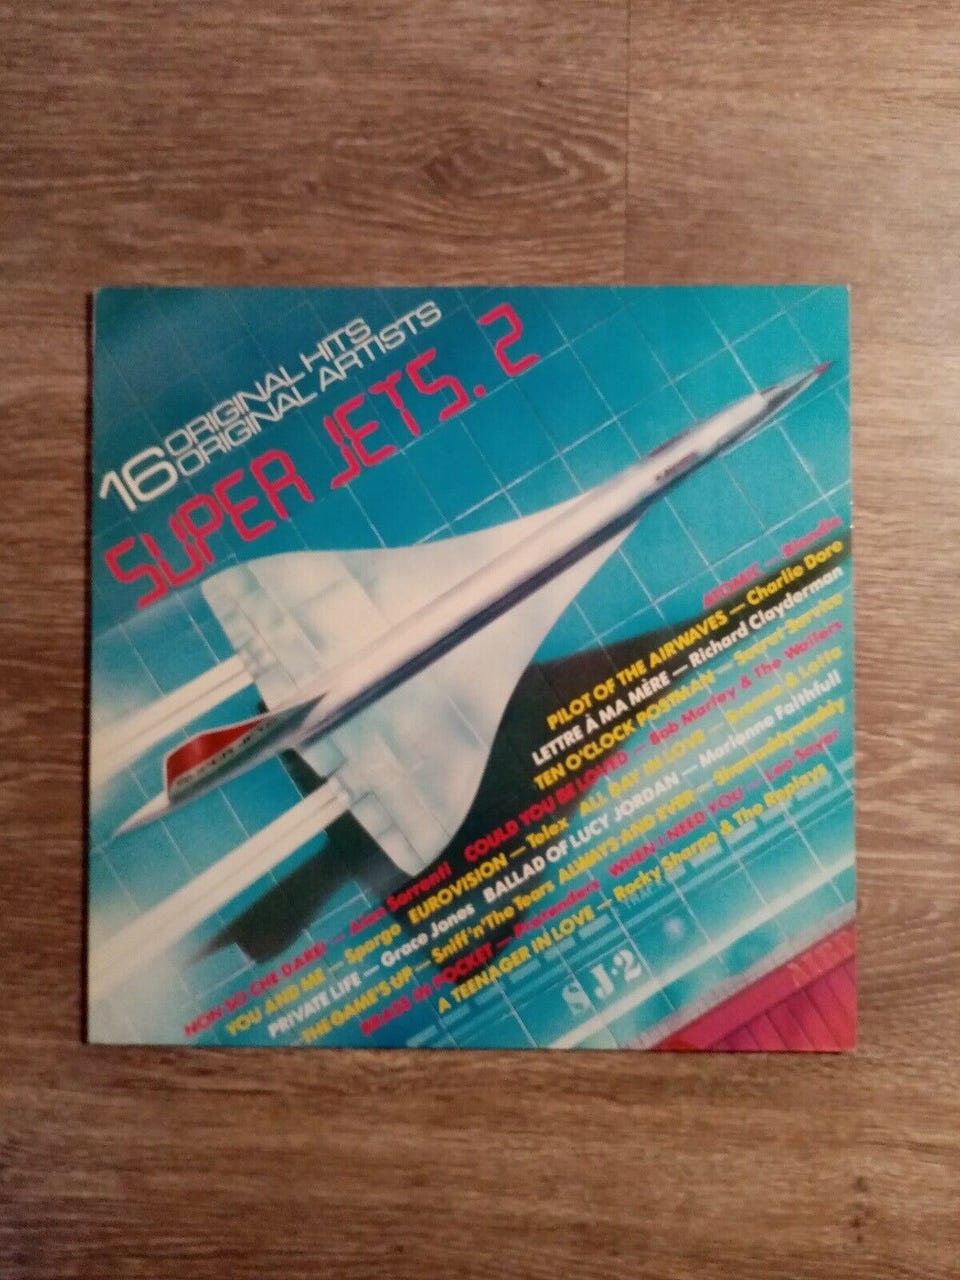 16 ORIGINAL HITS
ORIGINAL ARTISTS
SUPER JETS. 2
ATOMIC — Blondie
PILOT OF THE AIRWAVES — Charlie Dore
LETTRE À MA MÈRE — Richard Clayderman
TEN O'CLOCK POSTMAN — Secret Service
NON SO CHE DAREI — Alan Sorrenti COULD YOU BE LOVED — Bob Marley & The Wailers
YOU AND ME — Spargo EUROVISION — Telex ALL DAY IN LOVE — & Lotta
PRIVATE LIFE — Grace Jones BALLAD OF LUCY JORDAN — Marianne Faithfull
THE GAME'S UP — Sniff'n'The Tears ALWAYS AND EVER — Showaddywaddy
BRASS IN POCKET — Pretenders WHEN I NEED YOU — Leo Sayer
A TEENAGER IN LOVE — Rocky Sharpe & The Replays
SJ·2